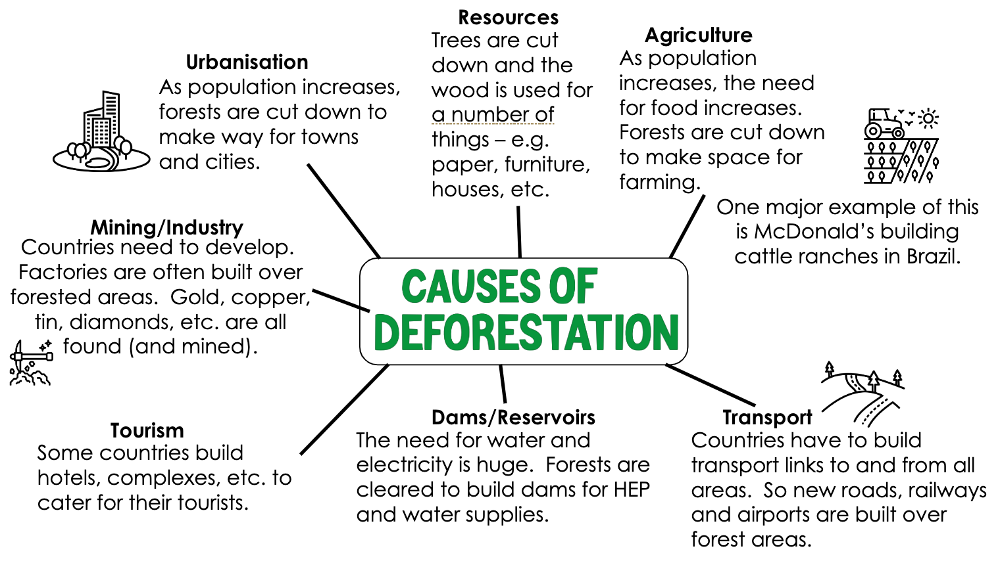 Resources
Trees are cut
down and the
wood is used for
a number of
things – e.g.
paper, furniture,
houses, etc.
Agriculture
As population
increases, the need
for food increases.
Forests are cut down
to make space for
farming.
One major example of this
is McDonald's building
cattle ranches in Brazil.
Urbanisation
As population increases,
forests are cut down to
make way for towns
and cities.
Mining/Industry
Countries need to develop.
Factories are often built over
forested areas.  Gold, copper,
tin, diamonds, etc. are all
found (and mined).
CAUSES OF
DEFORESTATION
Tourism
Some countries build
hotels, complexes, etc. to
cater for their tourists.
Dams/Reservoirs
The need for water and
electricity is huge.  Forests are
cleared to build dams for HEP
and water supplies.
Transport
Countries have to build
transport links to and from all
areas.  So new roads, railways
and airports are built over
forest areas.